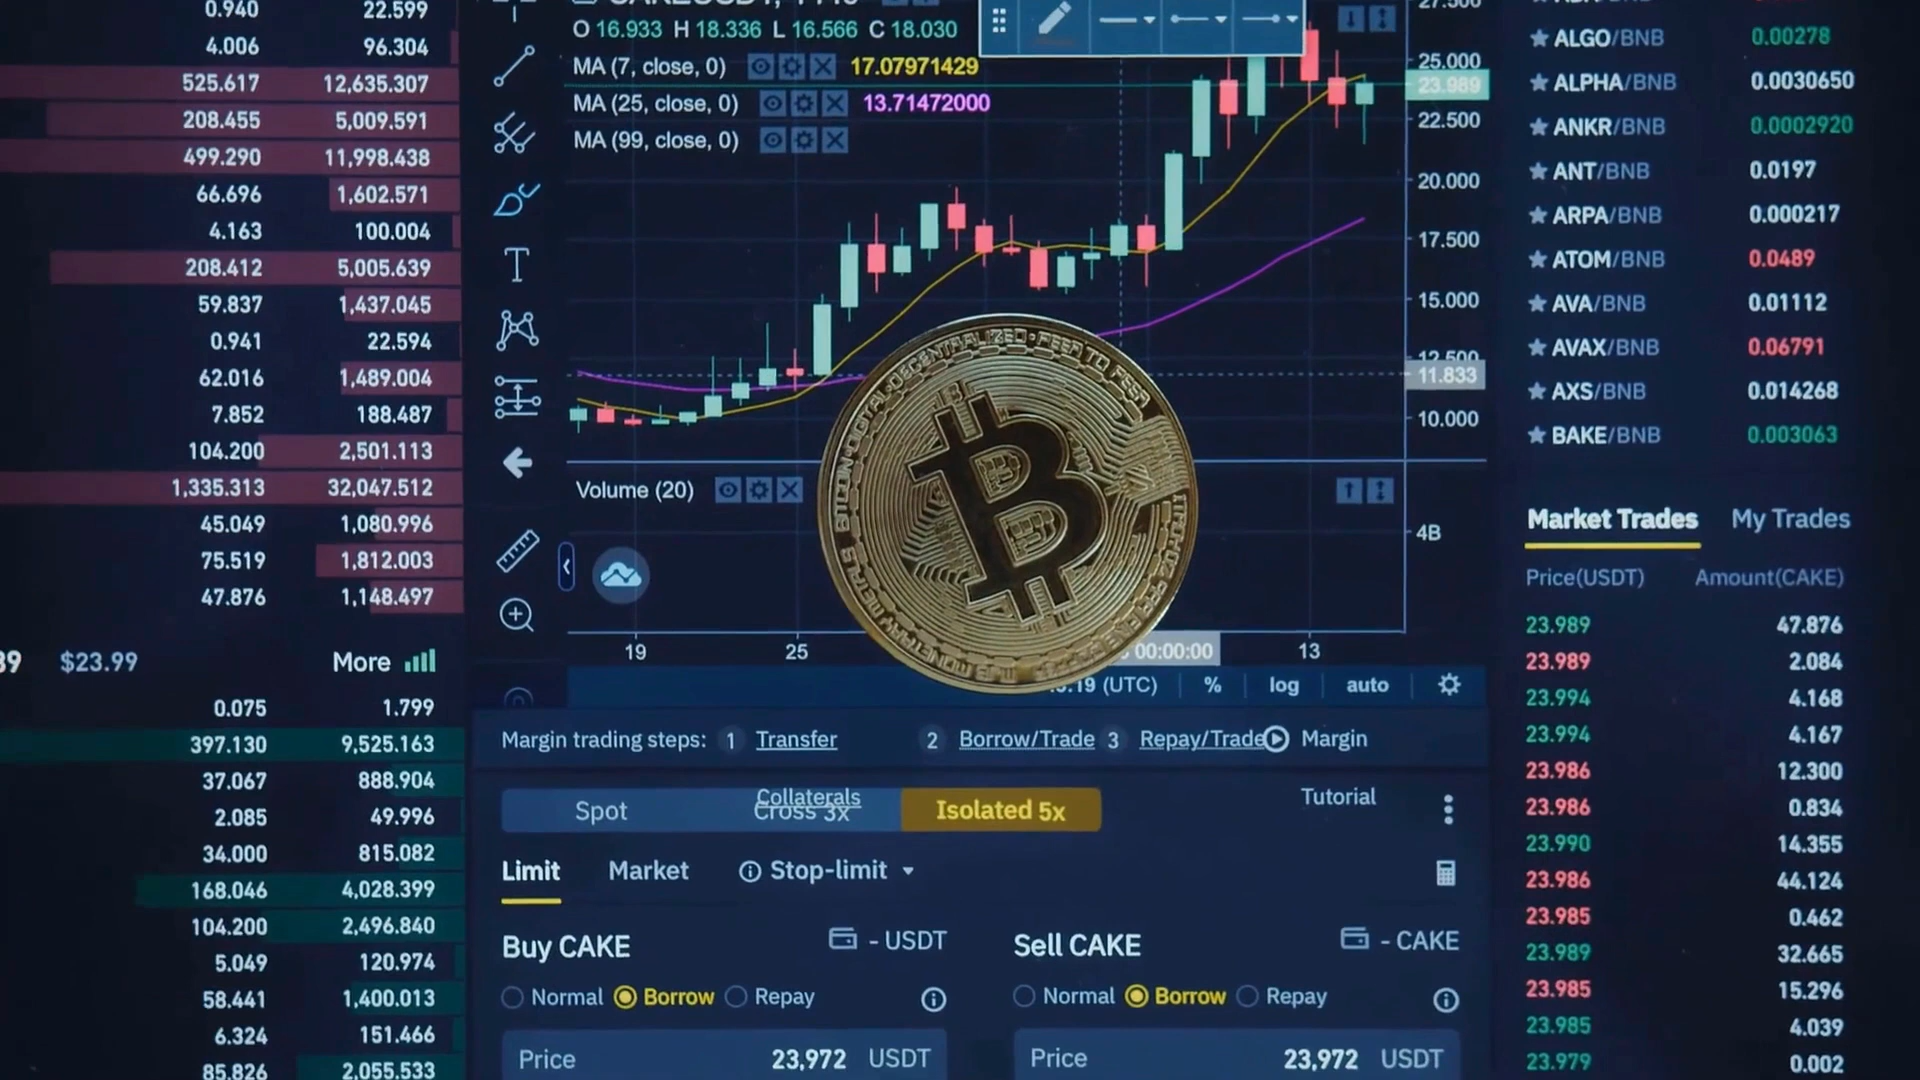 0.940 22.599
4.006 96.304
525.617 12,635.307
208.455 5,009.591
499.290 11,998.438
66.696 1,602.571
4.163 100.004
208.412 5,005.639
59.837 1,437.045
0.941 22.594
62.016 1,489.004
7.852 188.487
104.200 2,501.113
1,335.313 32,047.512
45.049 1,080.996
75.519 1,812.003
47.876 1,148.497
$23.99 More
0.075 1.799
397.130 9,525.163
37.067 888.904
2.085 49.996
34.000 815.082
168.046 4,028.399
104.200 2,496.840
5.049 120.974
58.441 1,400.013
6.324 151.466
85.826 2,055.533
O 16.933 H 18.336 L 16.566 C 18.030
MA (7, close, 0) 17.07971429
MA (25, close, 0) 13.71472000
MA (99, close, 0)
27.500
25.000
23.989
22.500
20.000
17.500
15.000
12.500
11.833
10.000
Volume (20)
4B
19 25 00:00:00 13
19 (UTC) % log auto
BITCOIN DIGITAL DECENTRALIZED PEER TO PEER
Margin trading steps: 1 Transfer 2 Borrow/Trade 3 Repay/Trade Margin
Collaterals Tutorial
Spot Cross 3x Isolated 5x
Limit Market Stop-limit
Buy CAKE - USDT
Normal Borrow Repay
Price 23,972 USDT
Sell CAKE - CAKE
Normal Borrow Repay
Price 23,972 USDT
ALGO/BNB 0.00278
ALPHA/BNB 0.0030650
ANKR/BNB 0.0002920
ANT/BNB 0.0197
ARPA/BNB 0.000217
ATOM/BNB 0.0489
AVA/BNB 0.01112
AVAX/BNB 0.06791
AXS/BNB 0.014268
BAKE/BNB 0.003063
Market Trades My Trades
Price(USDT) Amount(CAKE)
23.989 47.876
23.989 2.084
23.994 4.168
23.994 4.167
23.986 12.300
23.986 0.834
23.990 14.355
23.986 44.124
23.985 0.462
23.989 32.665
23.985 15.296
23.985 4.039
23.979 0.002